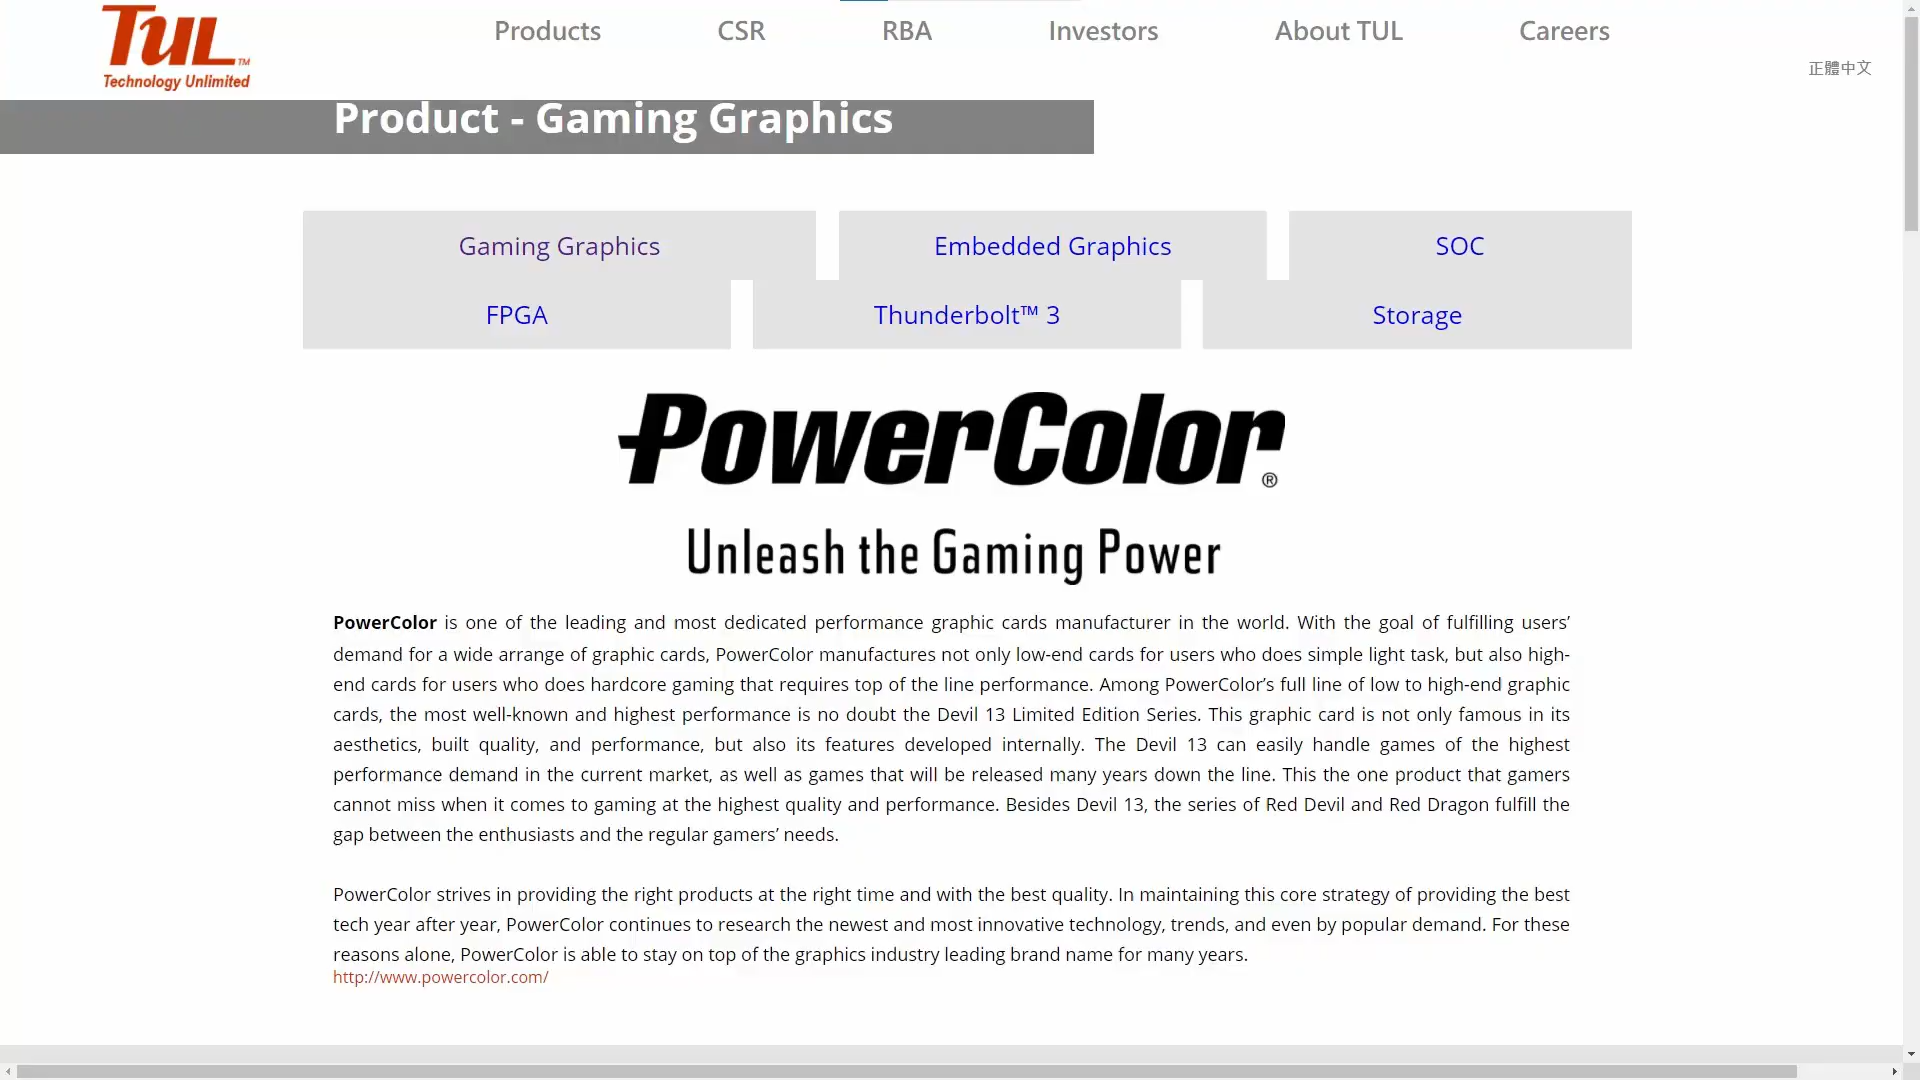 TUL TM
Technology Unlimited
Products CSR RBA Investors About TUL Careers
正體中文
Product - Gaming Graphics
Gaming Graphics Embedded Graphics SOC
FPGA Thunderbolt™ 3 Storage
PowerColor®
Unleash the Gaming Power
PowerColor is one of the leading and most dedicated performance graphic cards manufacturer in the world. With the goal of fulfilling users’
demand for a wide arrange of graphic cards, PowerColor manufactures not only low-end cards for users who does simple light task, but also high-
end cards for users who does hardcore gaming that requires top of the line performance. Among PowerColor’s full line of low to high-end graphic
cards, the most well-known and highest performance is no doubt the Devil 13 Limited Edition Series. This graphic card is not only famous in its
aesthetics, built quality, and performance, but also its features developed internally. The Devil 13 can easily handle games of the highest
performance demand in the current market, as well as games that will be released many years down the line. This the one product that gamers
cannot miss when it comes to gaming at the highest quality and performance. Besides Devil 13, the series of Red Devil and Red Dragon fulfill the
gap between the enthusiasts and the regular gamers’ needs.
PowerColor strives in providing the right products at the right time and with the best quality. In maintaining this core strategy of providing the best
tech year after year, PowerColor continues to research the newest and most innovative technology, trends, and even by popular demand. For these
reasons alone, PowerColor is able to stay on top of the graphics industry leading brand name for many years.
http://www.powercolor.com/